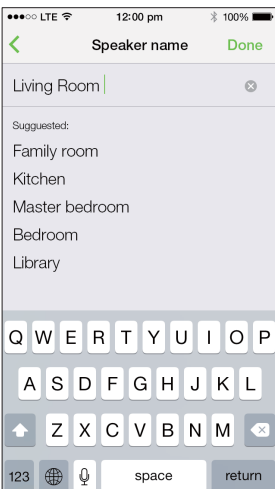 LTE 12:00 pm 100%
Speaker name Done
Living Room
Sugguested:
Family room
Kitchen
Master bedroom
Bedroom
Library
Q W E R T Y U I O P
A S D F G H J K L
Z X C V B N M
123 space return